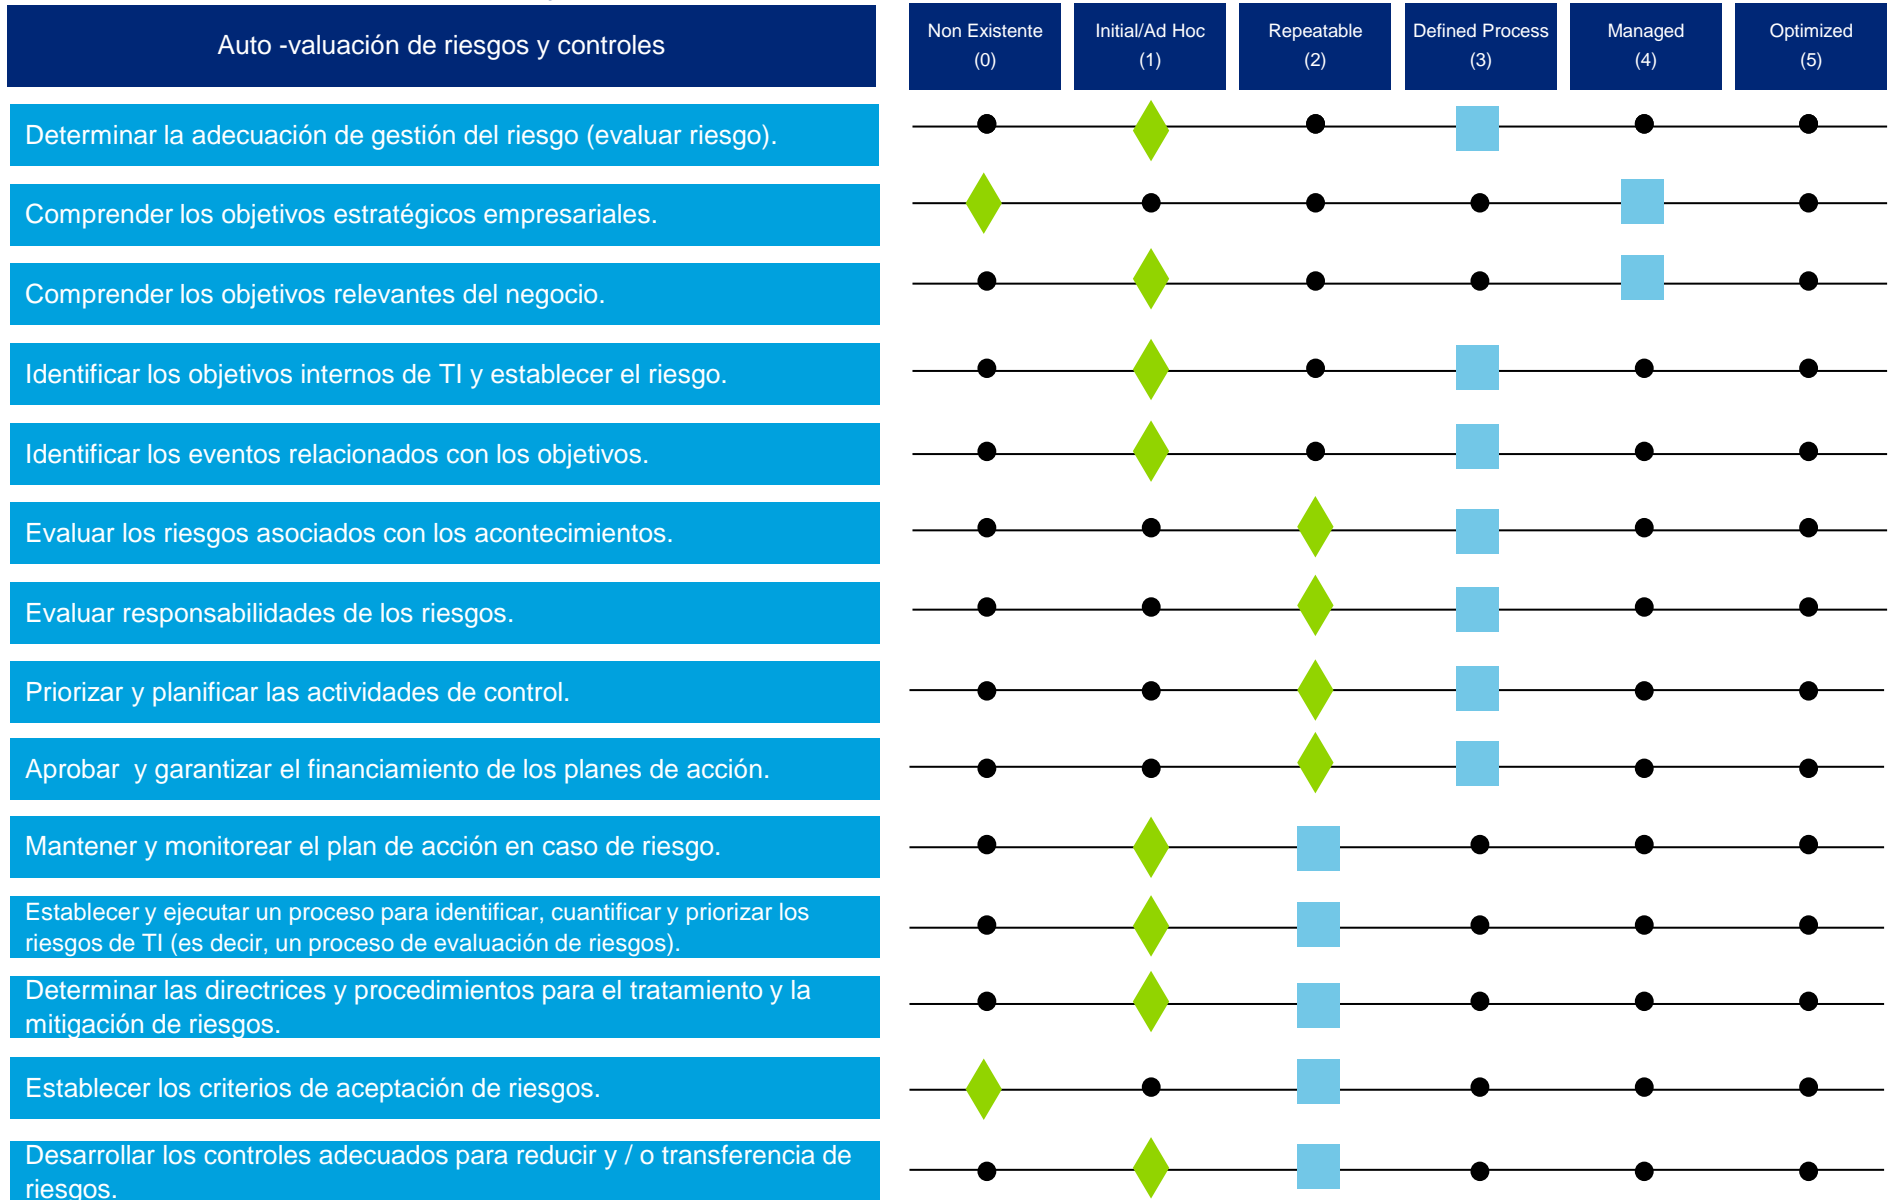 Auto -valuación de riesgos y controles
Non Existente
(0)
Initial/Ad Hoc
(1)
Repeatable
(2)
Defined Process
(3)
Managed
(4)
Optimized
(5)
Determinar la adecuación de gestión del riesgo (evaluar riesgo).
Comprender los objetivos estratégicos empresariales.
Comprender los objetivos relevantes del negocio.
Identificar los objetivos internos de TI y establecer el riesgo.
Identificar los eventos relacionados con los objetivos.
Evaluar los riesgos asociados con los acontecimientos.
Evaluar responsabilidades de los riesgos.
Priorizar y planificar las actividades de control.
Aprobar  y garantizar el financiamiento de los planes de acción.
Mantener y monitorear el plan de acción en caso de riesgo.
Establecer y ejecutar un proceso para identificar, cuantificar y priorizar los
riesgos de TI (es decir, un proceso de evaluación de riesgos).
Determinar las directrices y procedimientos para el tratamiento y la
mitigación de riesgos.
Establecer los criterios de aceptación de riesgos.
Desarrollar los controles adecuados para reducir y / o transferencia de
riesgos.